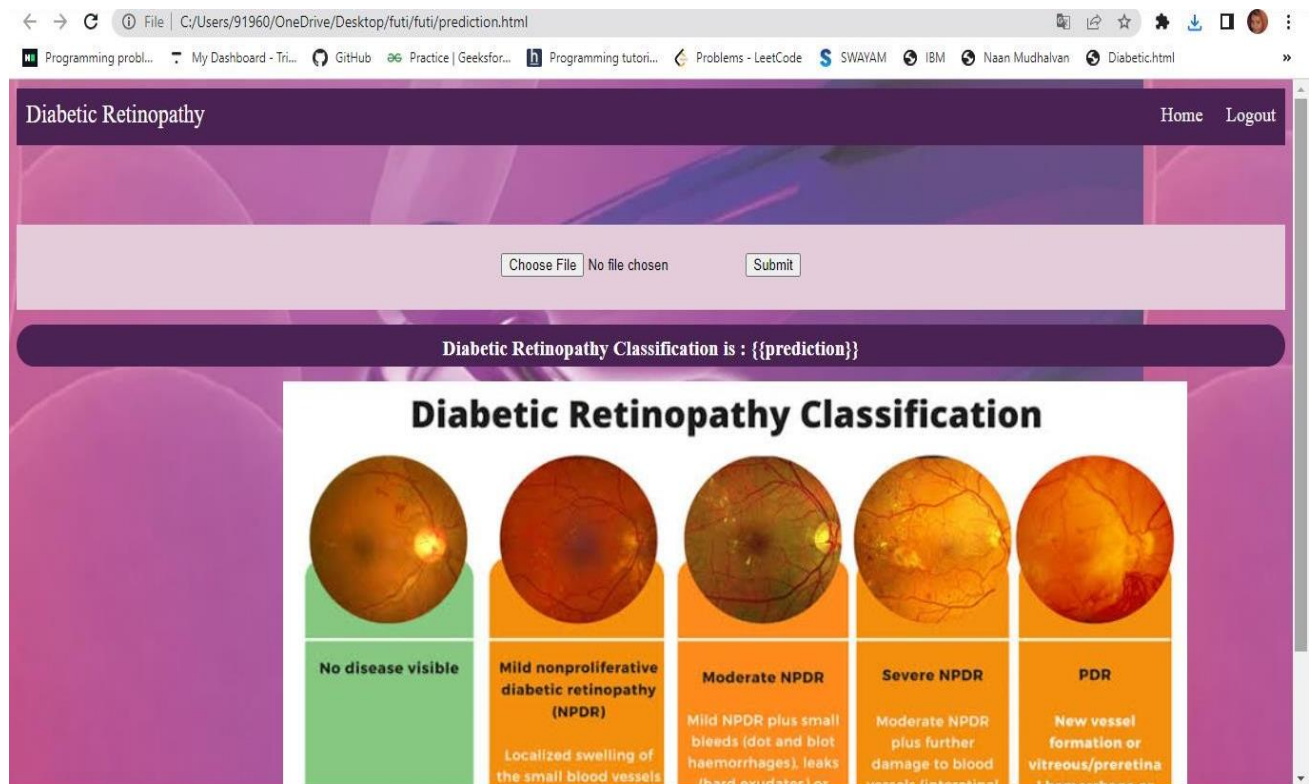 File | C:/Users/91960/OneDrive/Desktop/futi/futi/prediction.html
Programming probl... My Dashboard - Tri... GitHub Practice | Geeksfor... Programming tutori... Problems - LeetCode SWAYAM IBM Naan Mudhalvan Diabetic.html »
Diabetic Retinopathy Home Logout
Choose File No file chosen Submit
Diabetic Retinopathy Classification is : {{prediction}}
Diabetic Retinopathy Classification
No disease visible
Mild nonproliferative
diabetic retinopathy
(NPDR)
Localized swelling of
the small blood vessels
Moderate NPDR
Mild NPDR plus small
bleeds (dot and blot
haemorrhages), leaks
(hard exudates) or
Severe NPDR
Moderate NPDR
plus further
damage to blood
vessels (interstinal
PDR
New vessel
formation or
vitreous/preretina